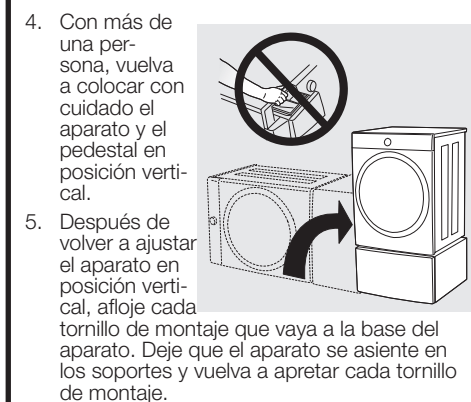 4. Con más de
una per-
sona, vuelva
a colocar con
cuidado el
aparato y el
pedestal en
posición verti-
cal.
5. Después de
volver a ajustar
el aparato en
posición verti-
cal, afloje cada
tornillo de montaje que vaya a la base del
aparato. Deje que el aparato se asiente en
los soportes y vuelva a apretar cada tornillo
de montaje.